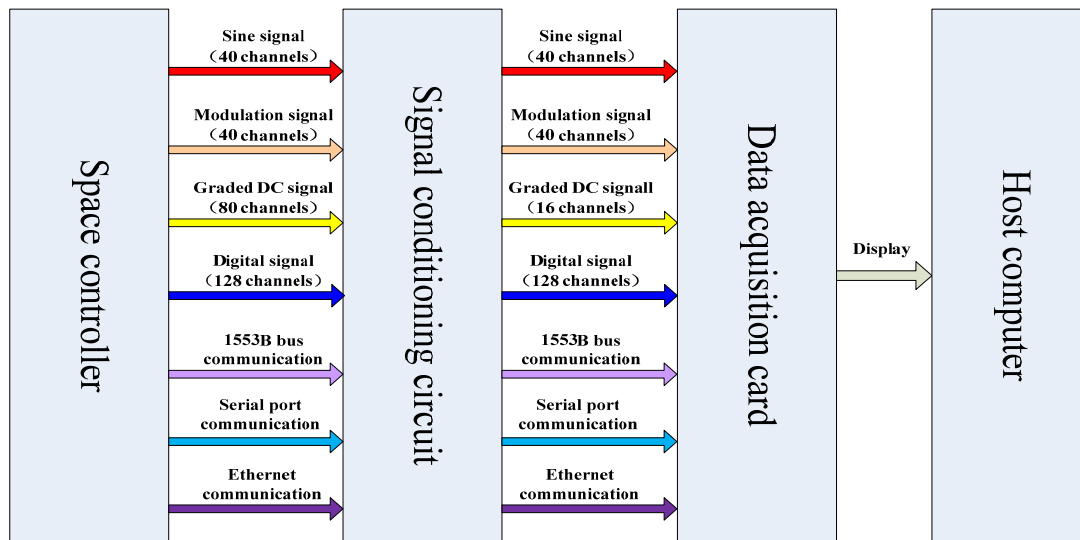 Space controller
Sine signal
（40 channels）
Modulation signal
（40 channels）
Graded DC signal
（80 channels）
Digital signal
（128 channels）
1553B bus
communication
Serial port
communication
Ethernet
communication
Signal conditioning circuit
Sine signal
（40 channels）
Modulation signal
（40 channels）
Graded DC signall
（16 channels）
Digital signal
（128 channels）
1553B bus
communication
Serial port
communication
Ethernet
communication
Data acquisition card
Display
Host computer